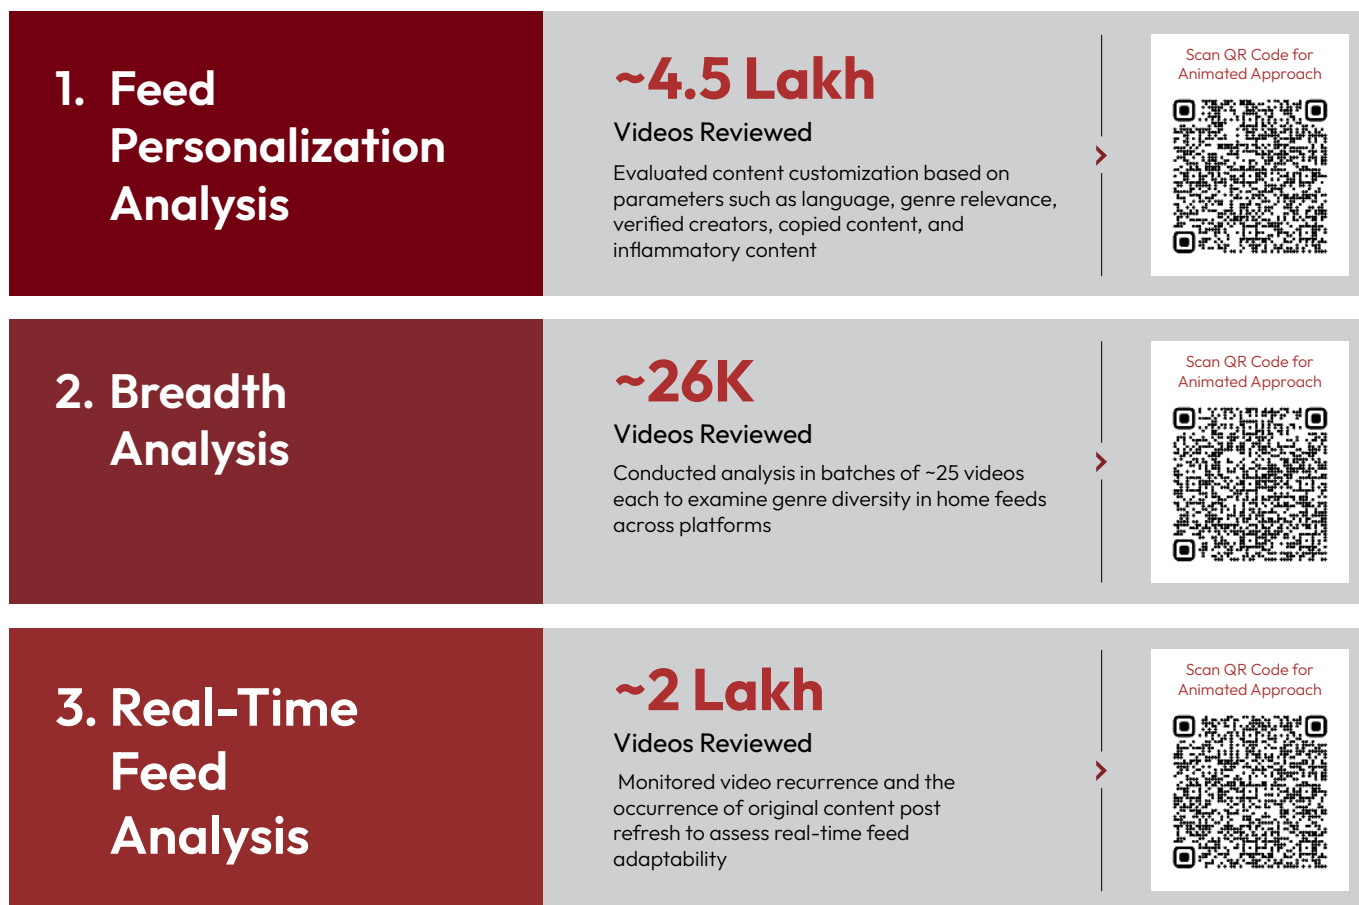 1. Feed
Personalization
Analysis
~4.5 Lakh
Videos Reviewed
Evaluated content customization based on
parameters such as language, genre relevance,
verified creators, copied content, and
inflammatory content
Scan QR Code for
Animated Approach
2. Breadth
Analysis
~26K
Videos Reviewed
Conducted analysis in batches of ~25 videos
each to examine genre diversity in home feeds
across platforms
Scan QR Code for
Animated Approach
3. Real-Time
Feed
Analysis
~2 Lakh
Videos Reviewed
Monitored video recurrence and the
occurrence of original content post
refresh to assess real-time feed
adaptability
Scan QR Code for
Animated Approach